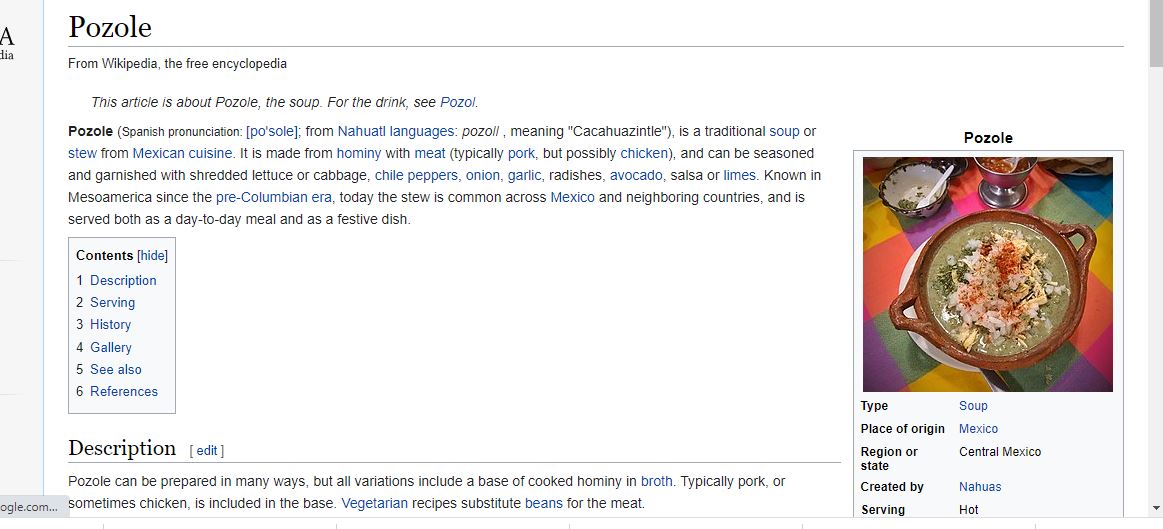 Pozole
A
dia
From Wikipedia, the free encyclopedia
This article is about Pozole, the soup. For the drink, see Pozol.
Pozole (Spanish pronunciation: [po'sole]; from Nahuatl languages: pozoll , meaning "Cacahuazintle"), is a traditional soup or
stew from Mexican cuisine. It is made from hominy with meat (typically pork, but possibly chicken), and can be seasoned
and garnished with shredded lettuce or cabbage, chile peppers, onion, garlic, radishes, avocado, salsa or limes. Known in
Mesoamerica since the pre-Columbian era, today the stew is common across Mexico and neighboring countries, and is
served both as a day-to-day meal and as a festive dish.
Contents [hide]
1 Description
2 Serving
3 History
4 Gallery
5 See also
6 References
Description [ edit ]
Pozole can be prepared in many ways, but all variations include a base of cooked hominy in broth. Typically pork, or
sometimes chicken, is included in the base. Vegetarian recipes substitute beans for the meat.
Pozole
Type Soup
Place of origin Mexico
Region or
state Central Mexico
Created by Nahuas
Serving Hot
ogle.com...